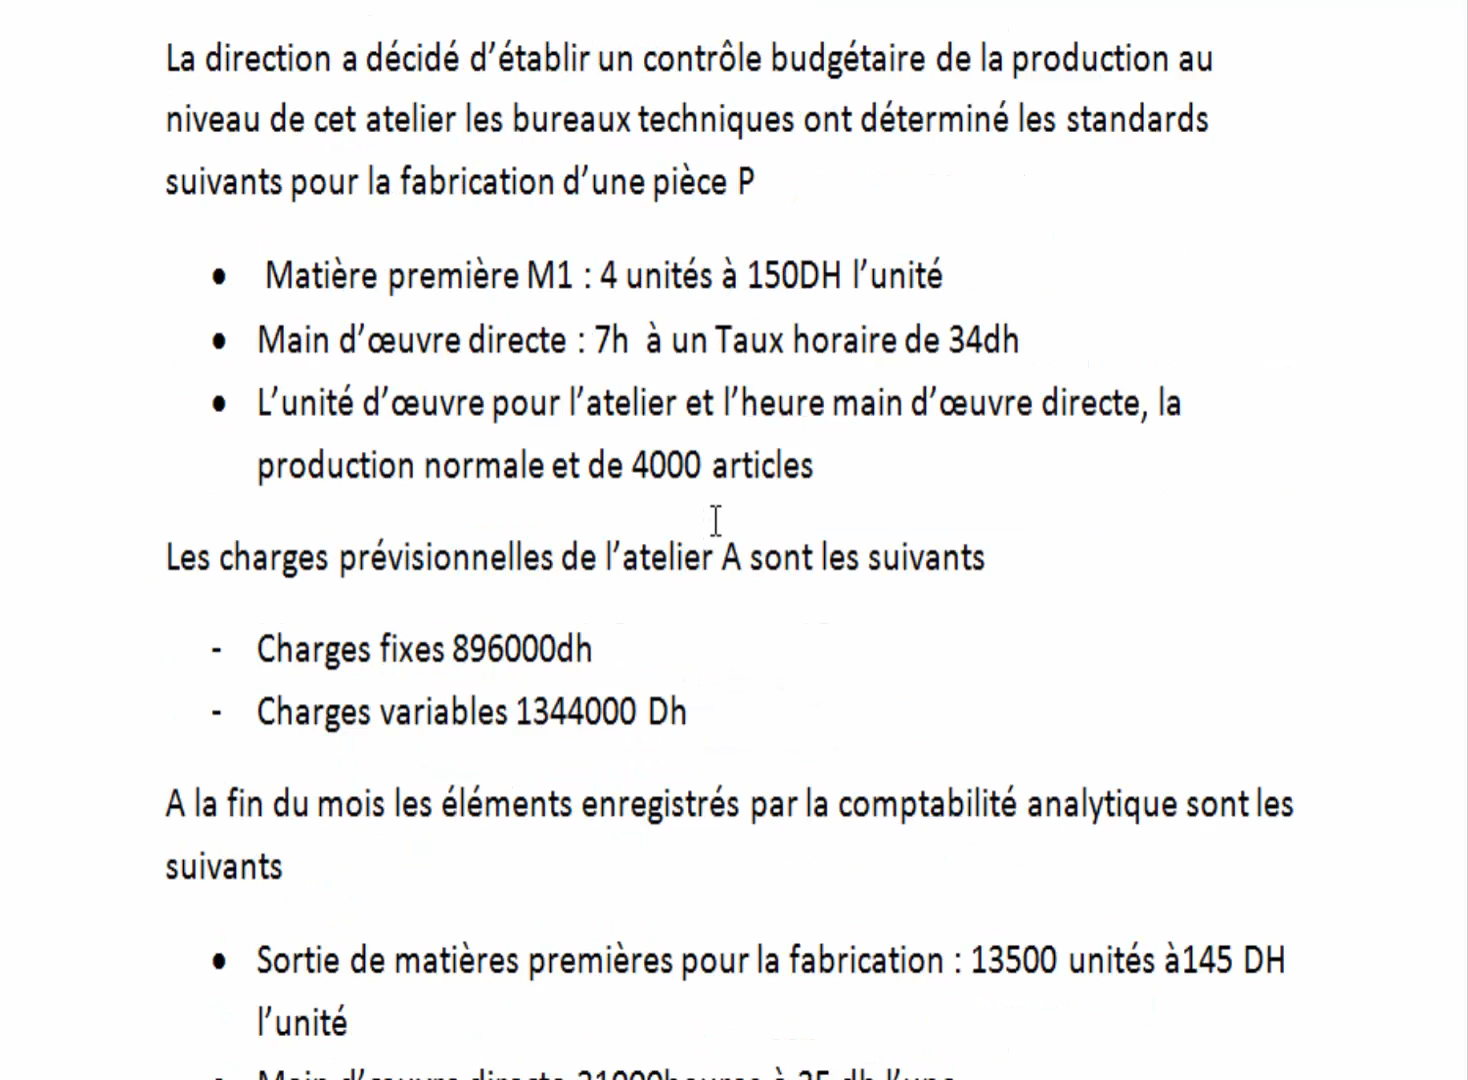 La direction a décidé d’établir un contrôle budgétaire de la production au
niveau de cet atelier les bureaux techniques ont déterminé les standards
suivants pour la fabrication d’une pièce P
• Matière première M1 : 4 unités à 150DH l’unité
• Main d’œuvre directe : 7h à un Taux horaire de 34dh
• L’unité d’œuvre pour l’atelier et l’heure main d’œuvre directe, la
production normale et de 4000 articles
Les charges prévisionnelles de l’atelier A sont les suivants
- Charges fixes 896000dh
- Charges variables 1344000 Dh
A la fin du mois les éléments enregistrés par la comptabilité analytique sont les
suivants
• Sortie de matières premières pour la fabrication : 13500 unités à145 DH
l’unité
Main d’œuvre directe